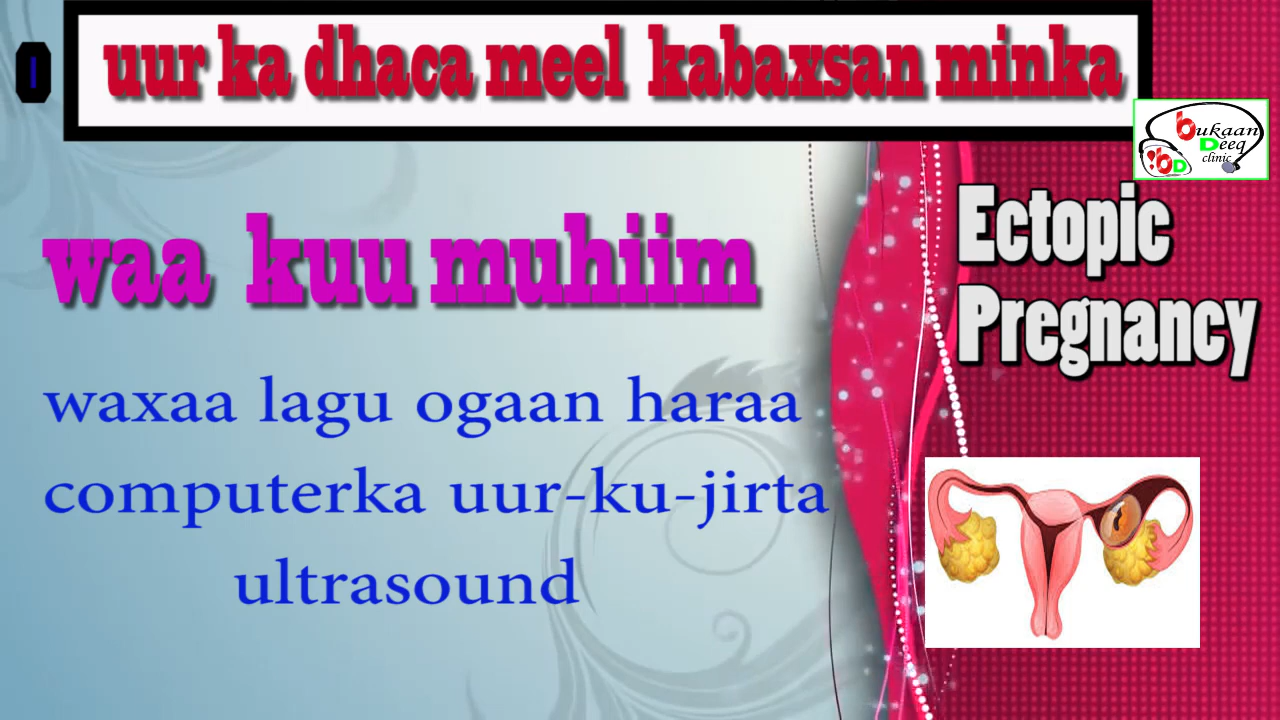 uur ka dhaca meel kabaxsan minka
bukaan
Deeq
clinic
bD
Ectopic
Pregnancy
waa kuu muhiim
waxaa lagu ogaan haraa
computerka uur-ku-jirta
ultrasound